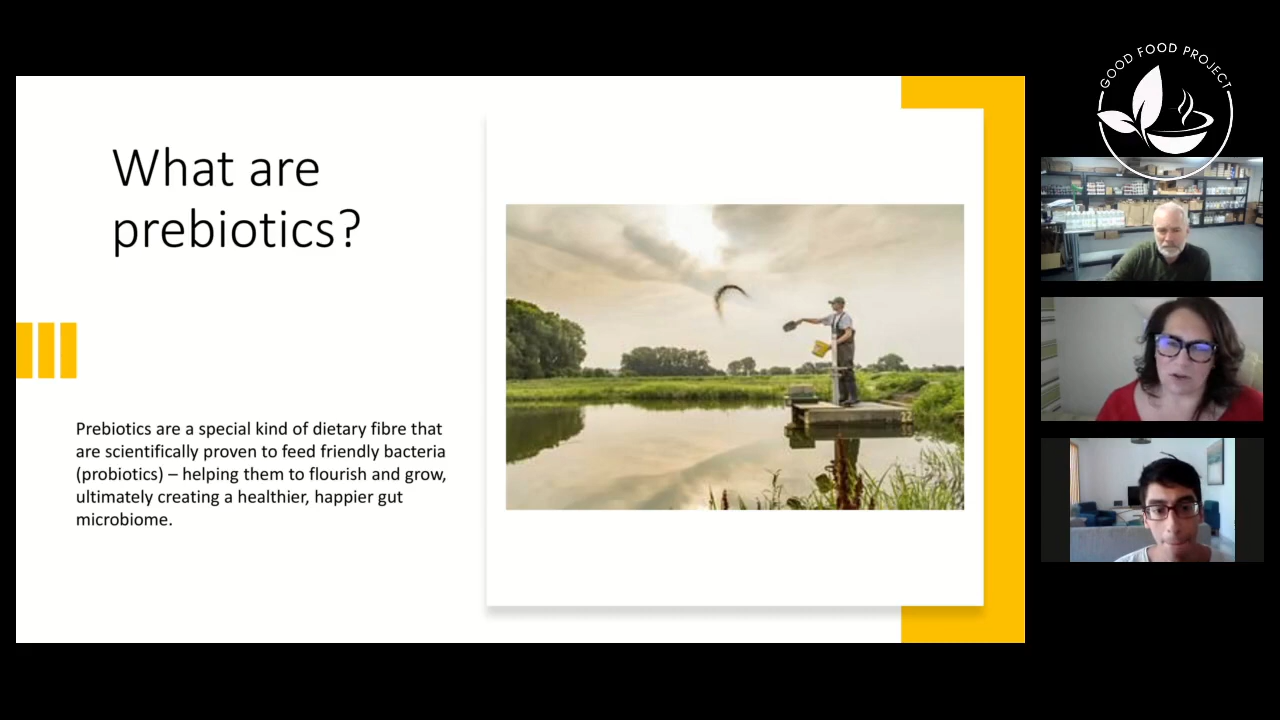 GOOD FOOD PROJECT
What are
prebiotics?
Prebiotics are a special kind of dietary fibre that
are scientifically proven to feed friendly bacteria
(probiotics) – helping them to flourish and grow,
ultimately creating a healthier, happier gut
microbiome.